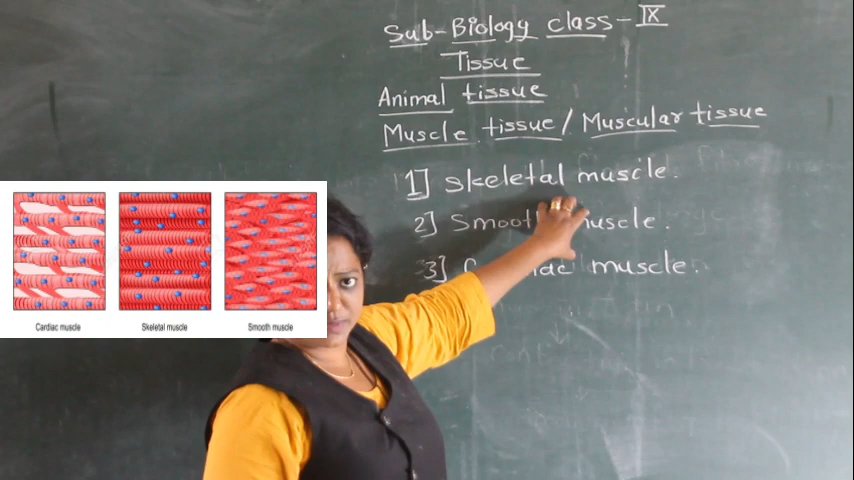 Sub-Biology class-IX
Tissue
Animal tissue
Muscle tissue / Muscular tissue
1] Skeletal muscle.
2] Smooth muscle.
3] muscle.
Cardiac muscle
Skeletal muscle
Smooth muscle